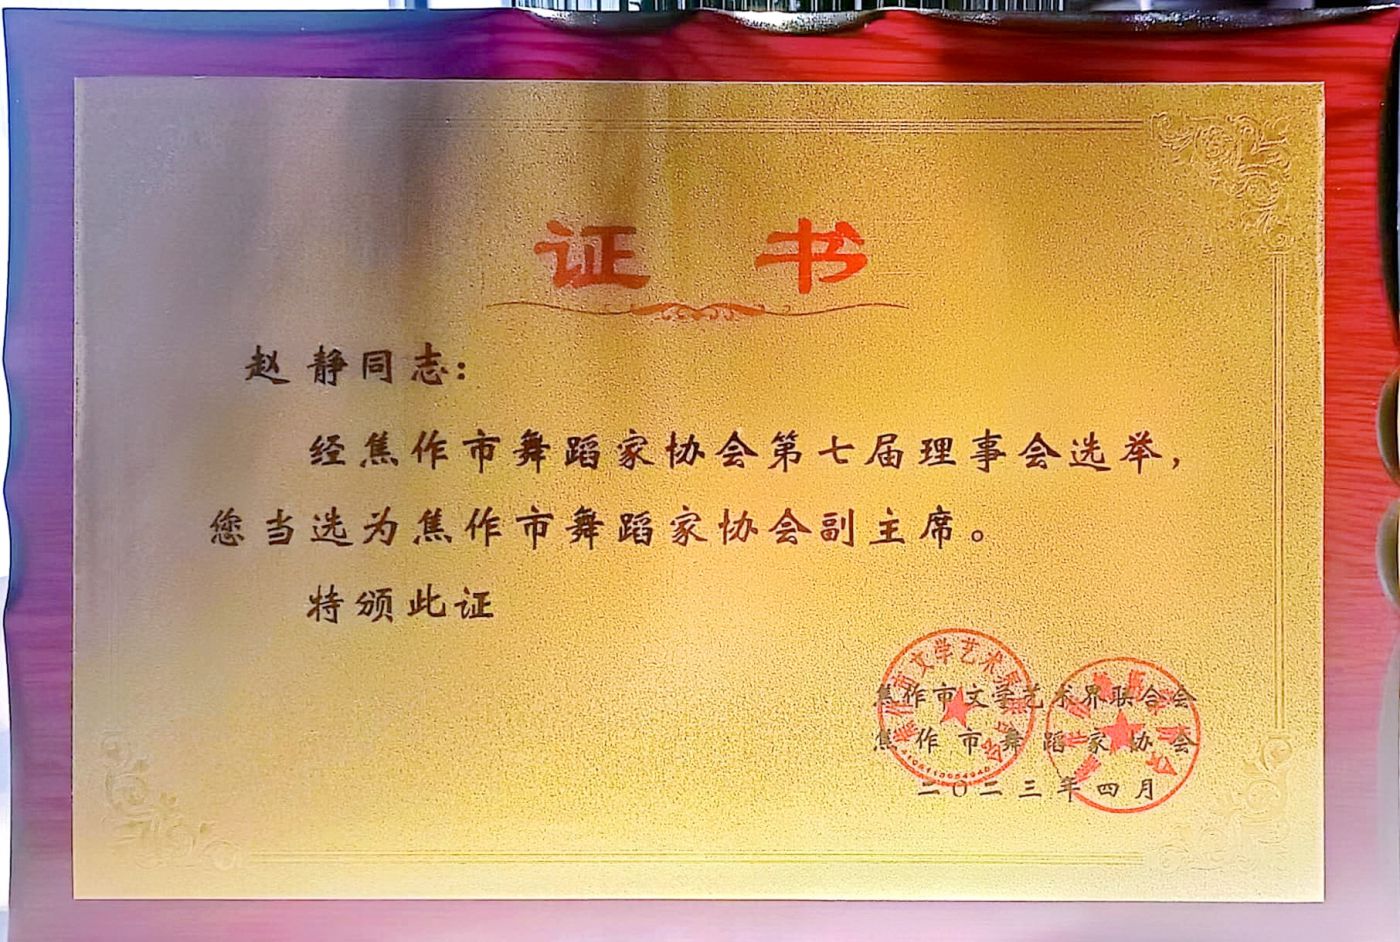 证 书
赵 静同志：
经焦作市舞蹈家协会第七届理事会选举，
您当选为焦作市舞蹈家协会副主席。
特颁此证
焦作市文学艺术界联合会
焦作市舞蹈家协会
二〇二三年四月